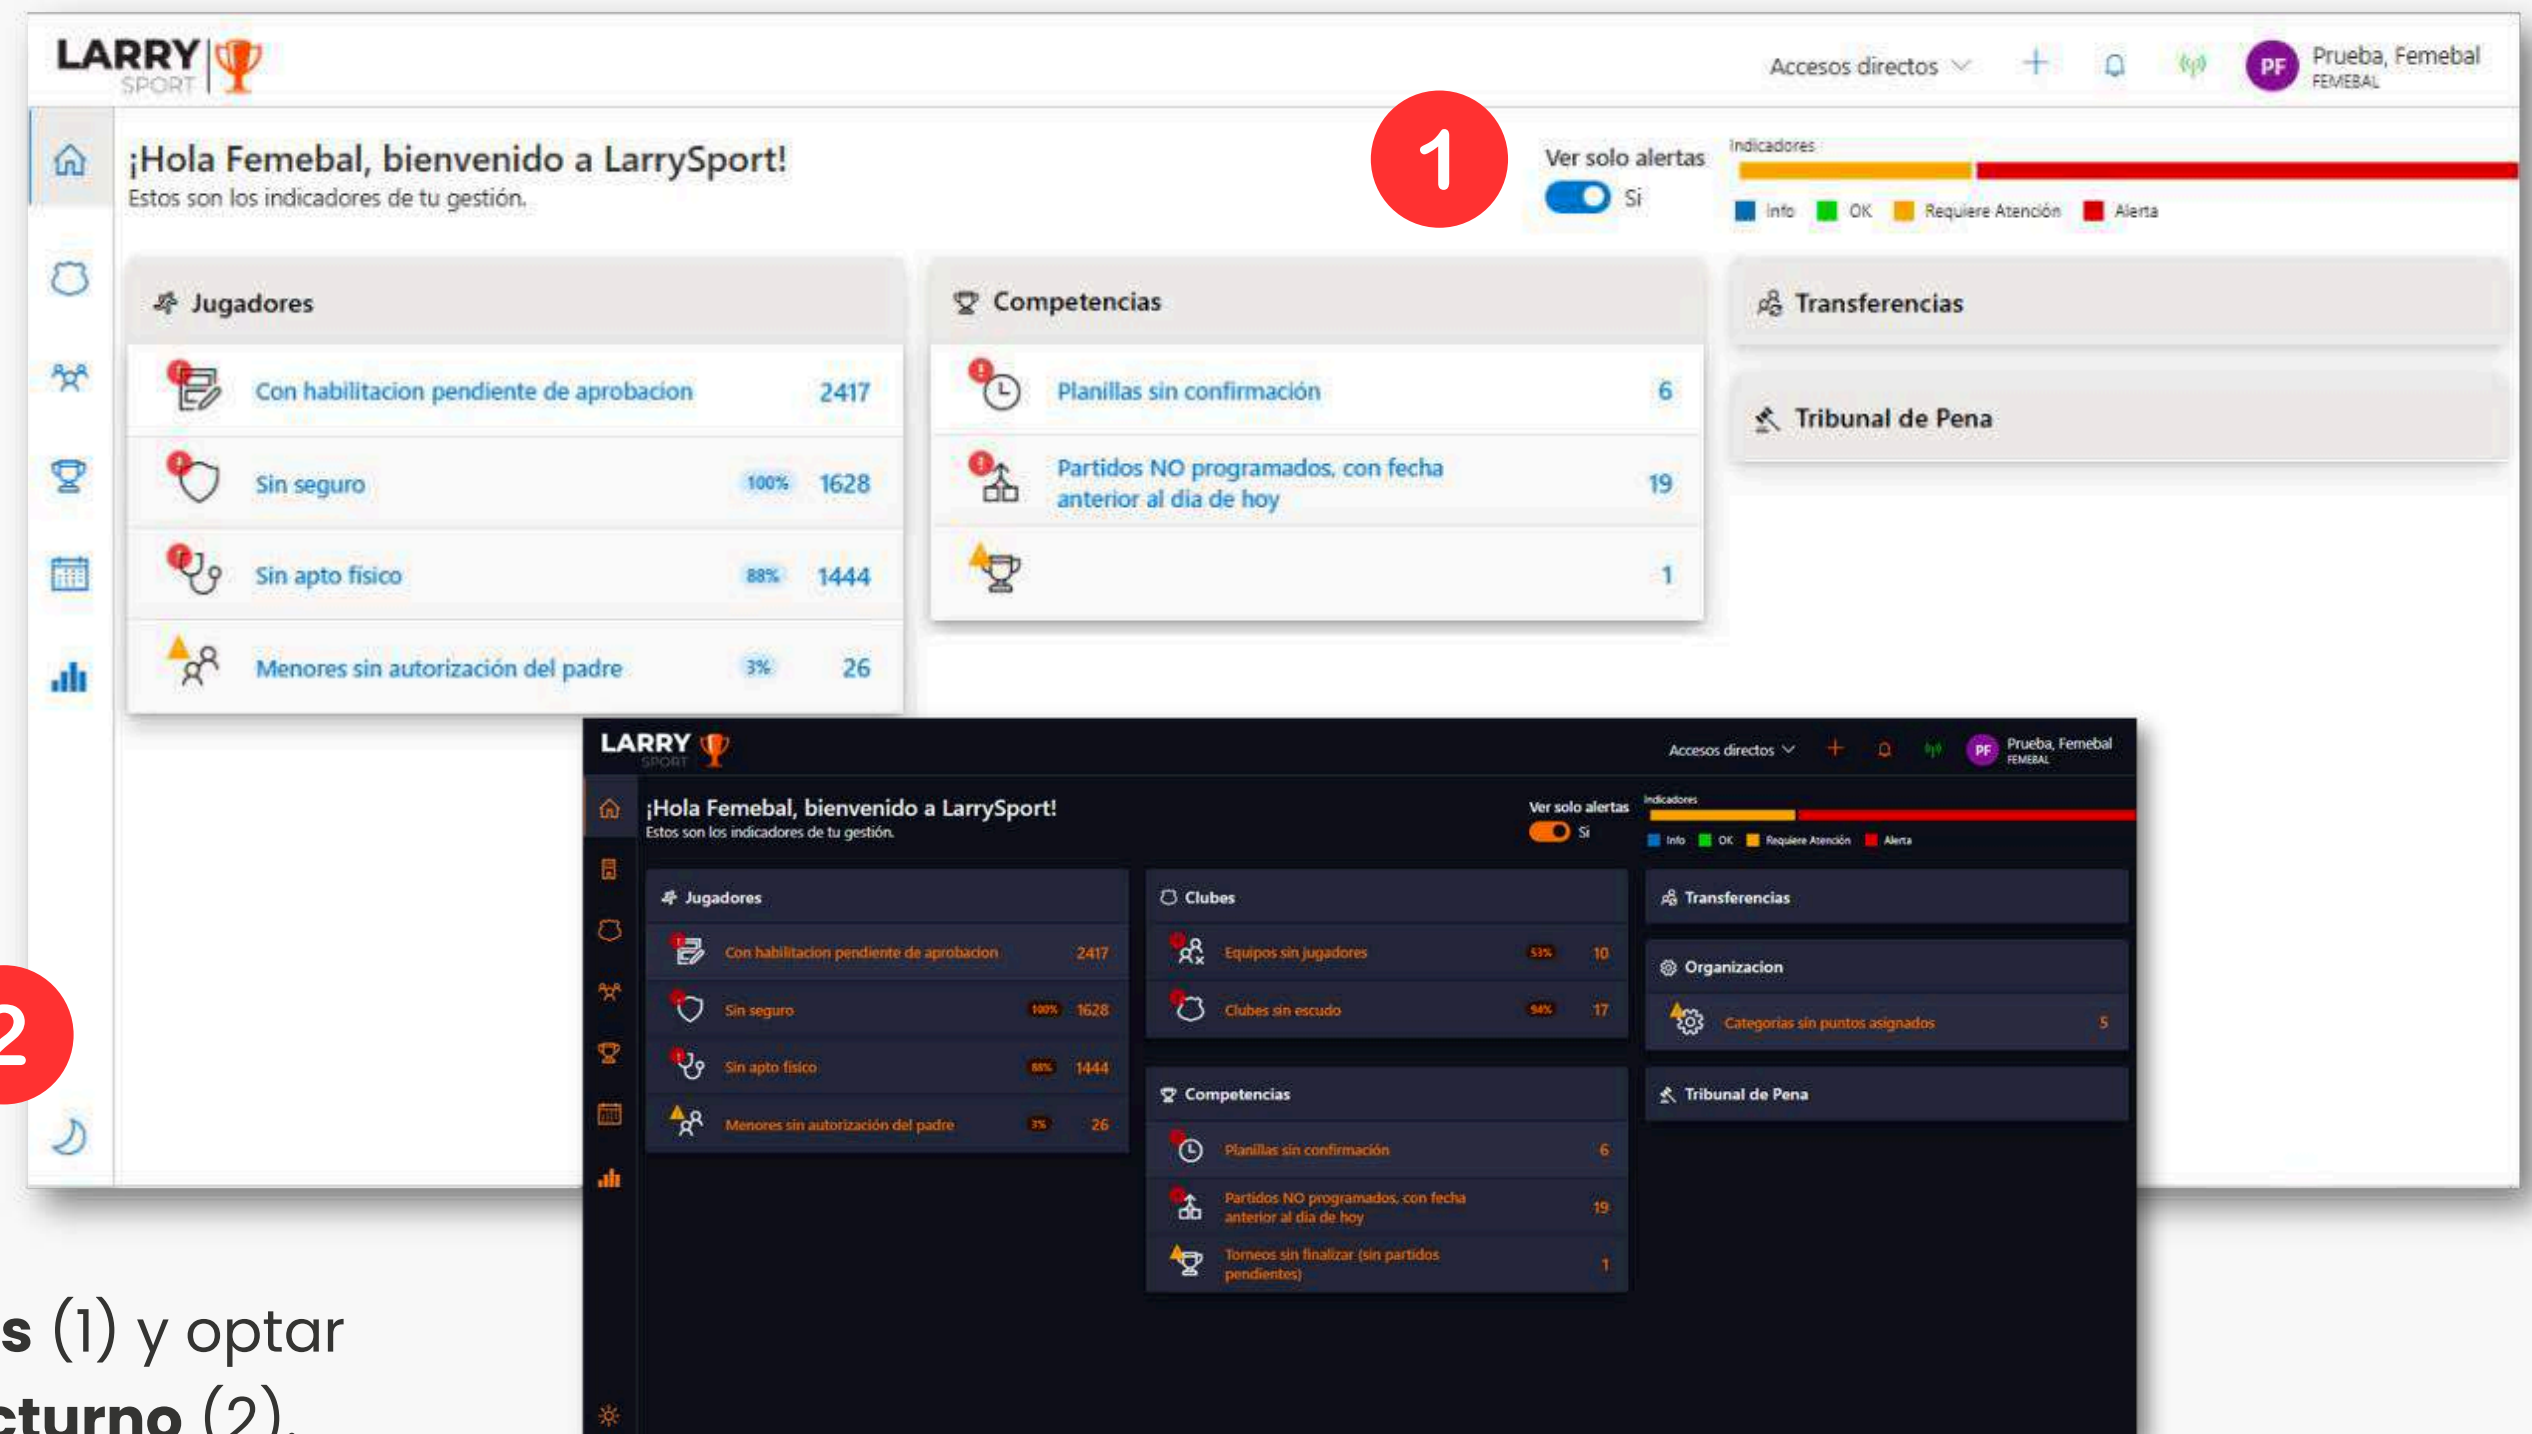 LARRY
SPORT
Accesos directos
PF
Prueba, Femebal
FEMEBAL
¡Hola Femebal, bienvenido a LarrySport!
Estos son los indicadores de tu gestión.
1
Ver solo alertas
Si
Indicadores
Info
OK
Requiere Atención
Alerta
Jugadores
Con habilitacion pendiente de aprobacion 2417
Sin seguro 100% 1628
Sin apto físico 88% 1444
Menores sin autorización del padre 3% 26
Competencias
Planillas sin confirmación 6
Partidos NO programados, con fecha
anterior al dia de hoy 19
1
Transferencias
Tribunal de Pena
2
LARRY
SPORT
Accesos directos
PF
Prueba, Femebal
FEMEBAL
¡Hola Femebal, bienvenido a LarrySport!
Estos son los indicadores de tu gestión.
Ver solo alertas
Si
Indicadores
Info
OK
Requiere Atención
Alerta
Jugadores
Con habilitacion pendiente de aprobacion 2417
Sin seguro 100% 1628
Sin apto físico 88% 1444
Menores sin autorización del padre 3% 26
Clubes
Equipos sin jugadores 53% 10
Clubes sin escudo 94% 17
Competencias
Planillas sin confirmación 6
Partidos NO programados, con fecha
anterior al dia de hoy 19
Torneos sin finalizar (sin partidos
pendientes) 1
Transferencias
Organizacion
Categorias sin puntos asignados 5
Tribunal de Pena
s (1) y optar
cturno (2).